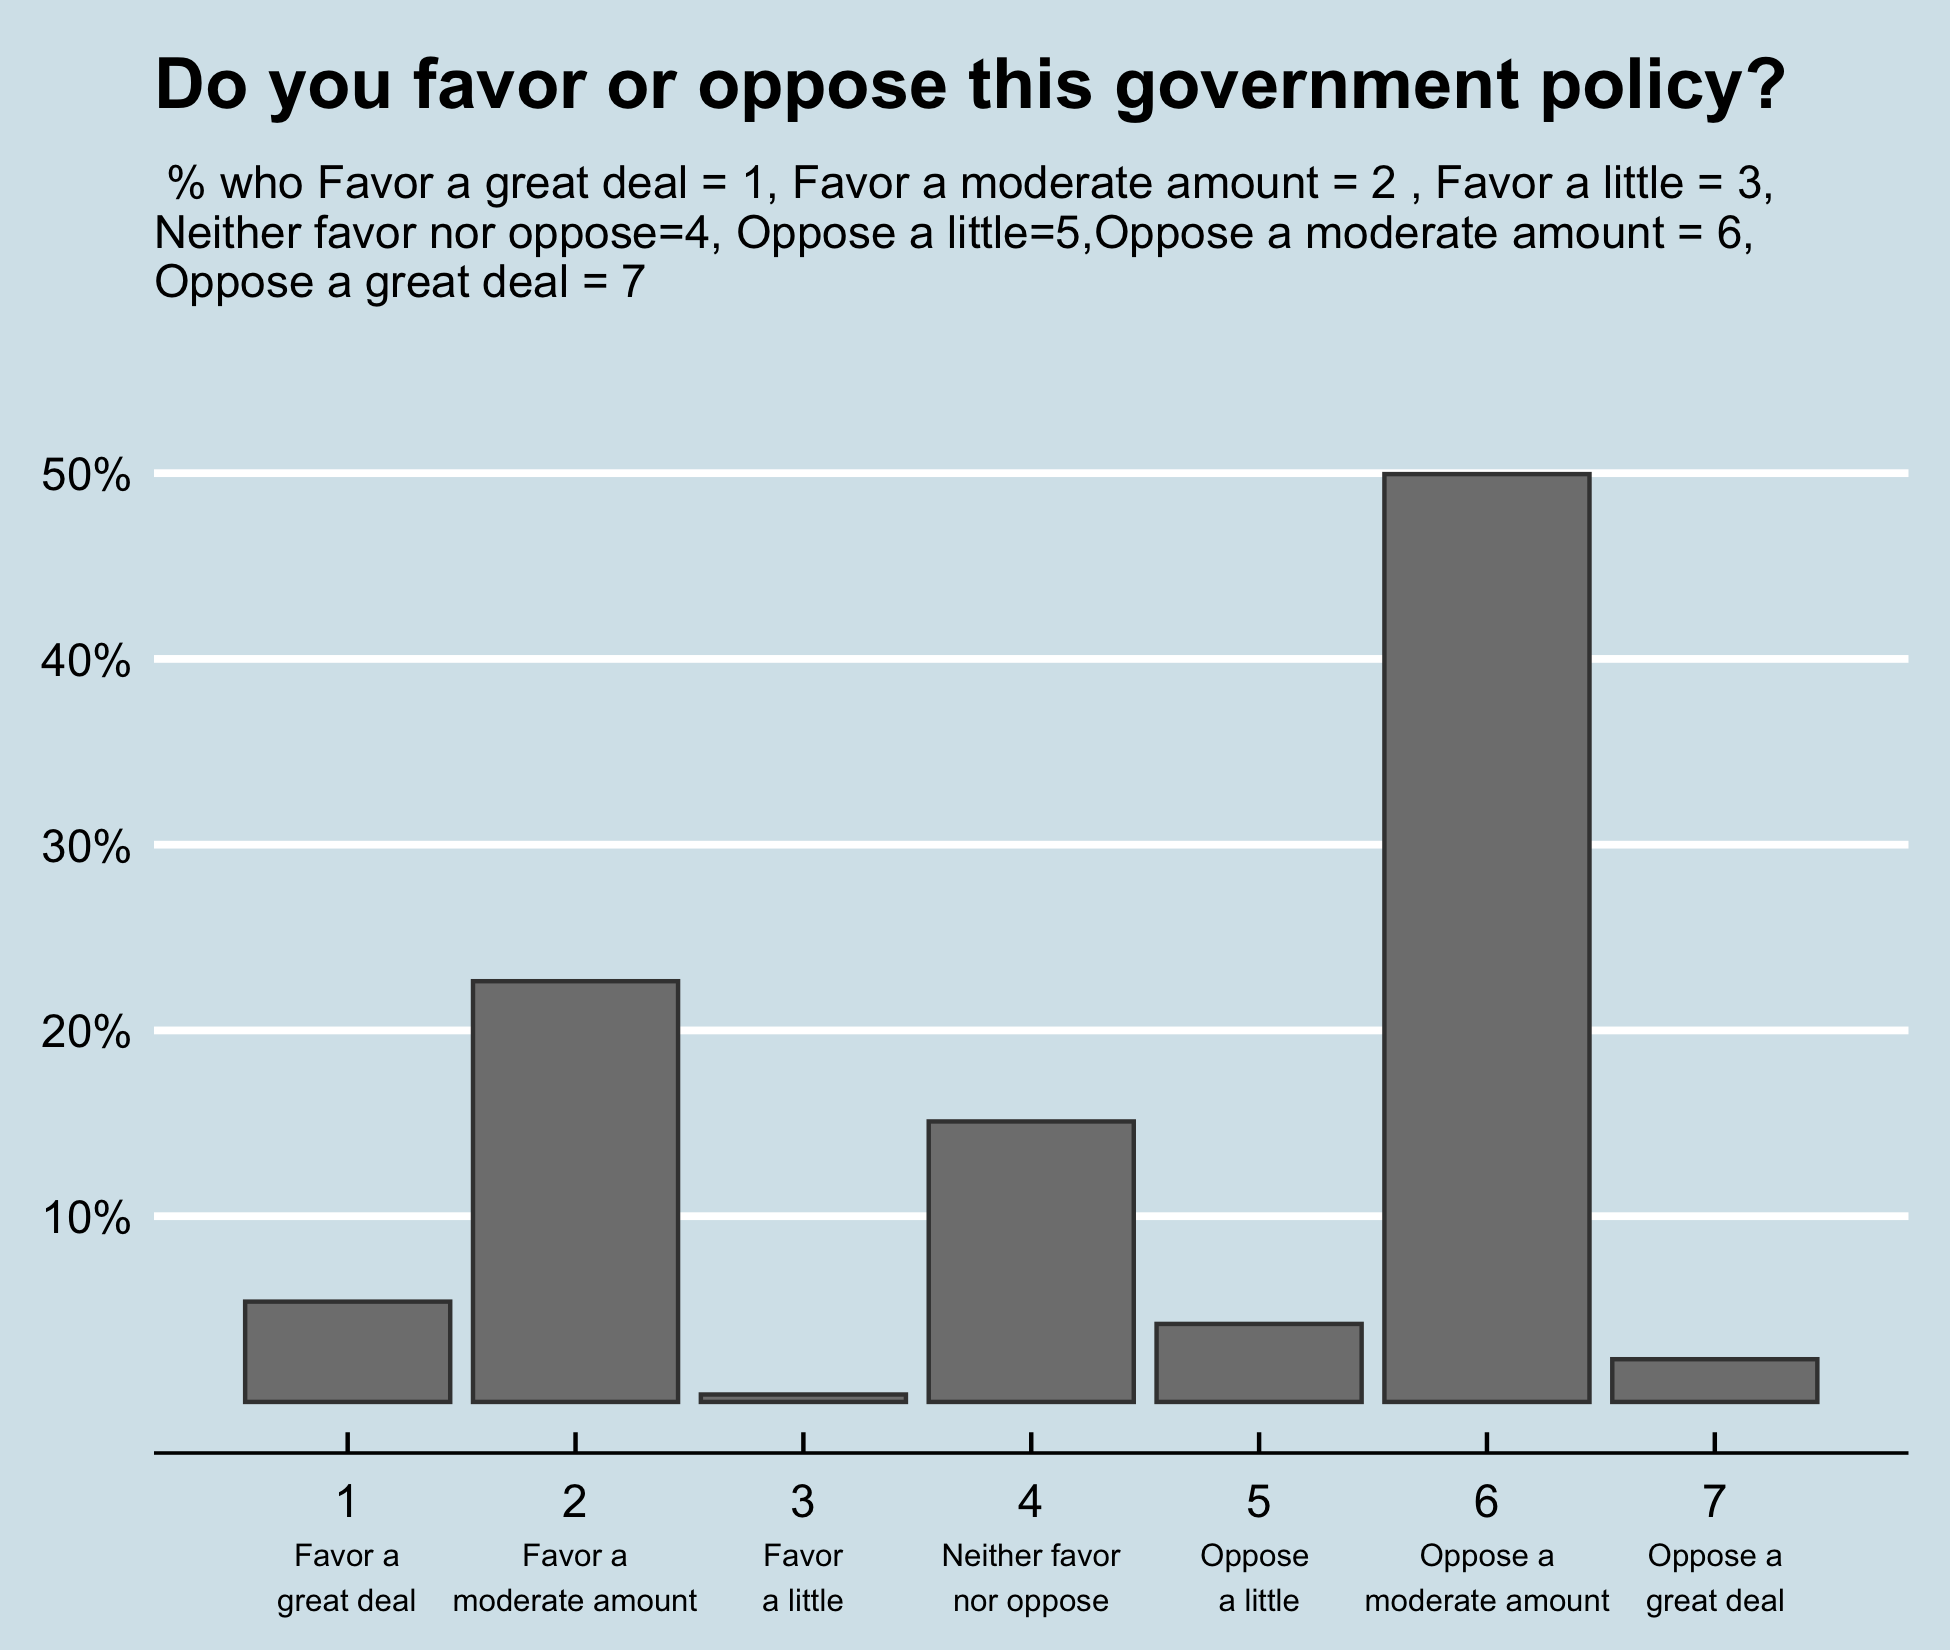 Do you favor or oppose this government policy?
% who Favor a great deal = 1, Favor a moderate amount = 2 , Favor a little = 3,
Neither favor nor oppose=4, Oppose a little=5,Oppose a moderate amount = 6,
Oppose a great deal = 7
50%
40%
30%
20%
10%
1 2 3 4 5 6 7
Favor a Favor a Favor Neither favor Oppose Oppose a Oppose a
great deal moderate amount a little nor oppose a little moderate amount great deal